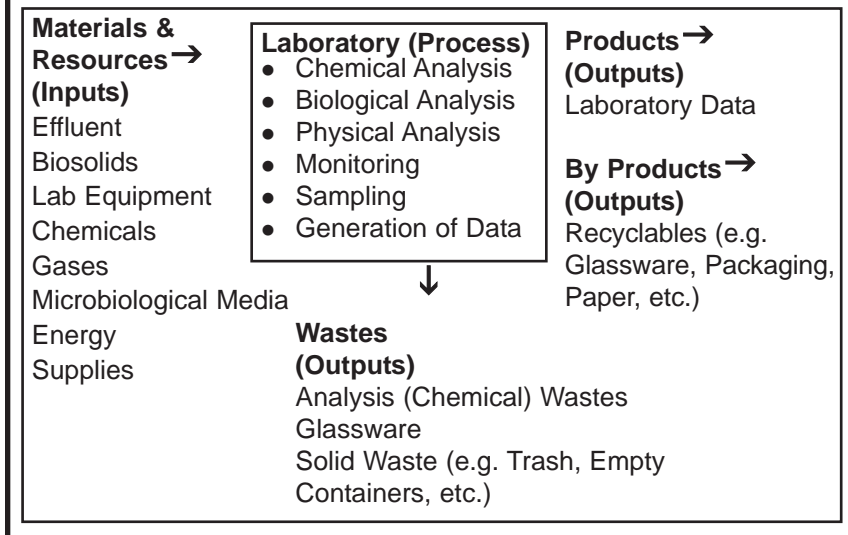 Materials &
Resources→
(Inputs)
Effluent
Biosolids
Lab Equipment
Chemicals
Gases
Microbiological Media
Energy
Supplies
Laboratory (Process)
● Chemical Analysis
● Biological Analysis
● Physical Analysis
● Monitoring
● Sampling
● Generation of Data
Products→
(Outputs)
Laboratory Data
By Products→
(Outputs)
Recyclables (e.g.
Glassware, Packaging,
Paper, etc.)
↓
Wastes
(Outputs)
Analysis (Chemical) Wastes
Glassware
Solid Waste (e.g. Trash, Empty
Containers, etc.)